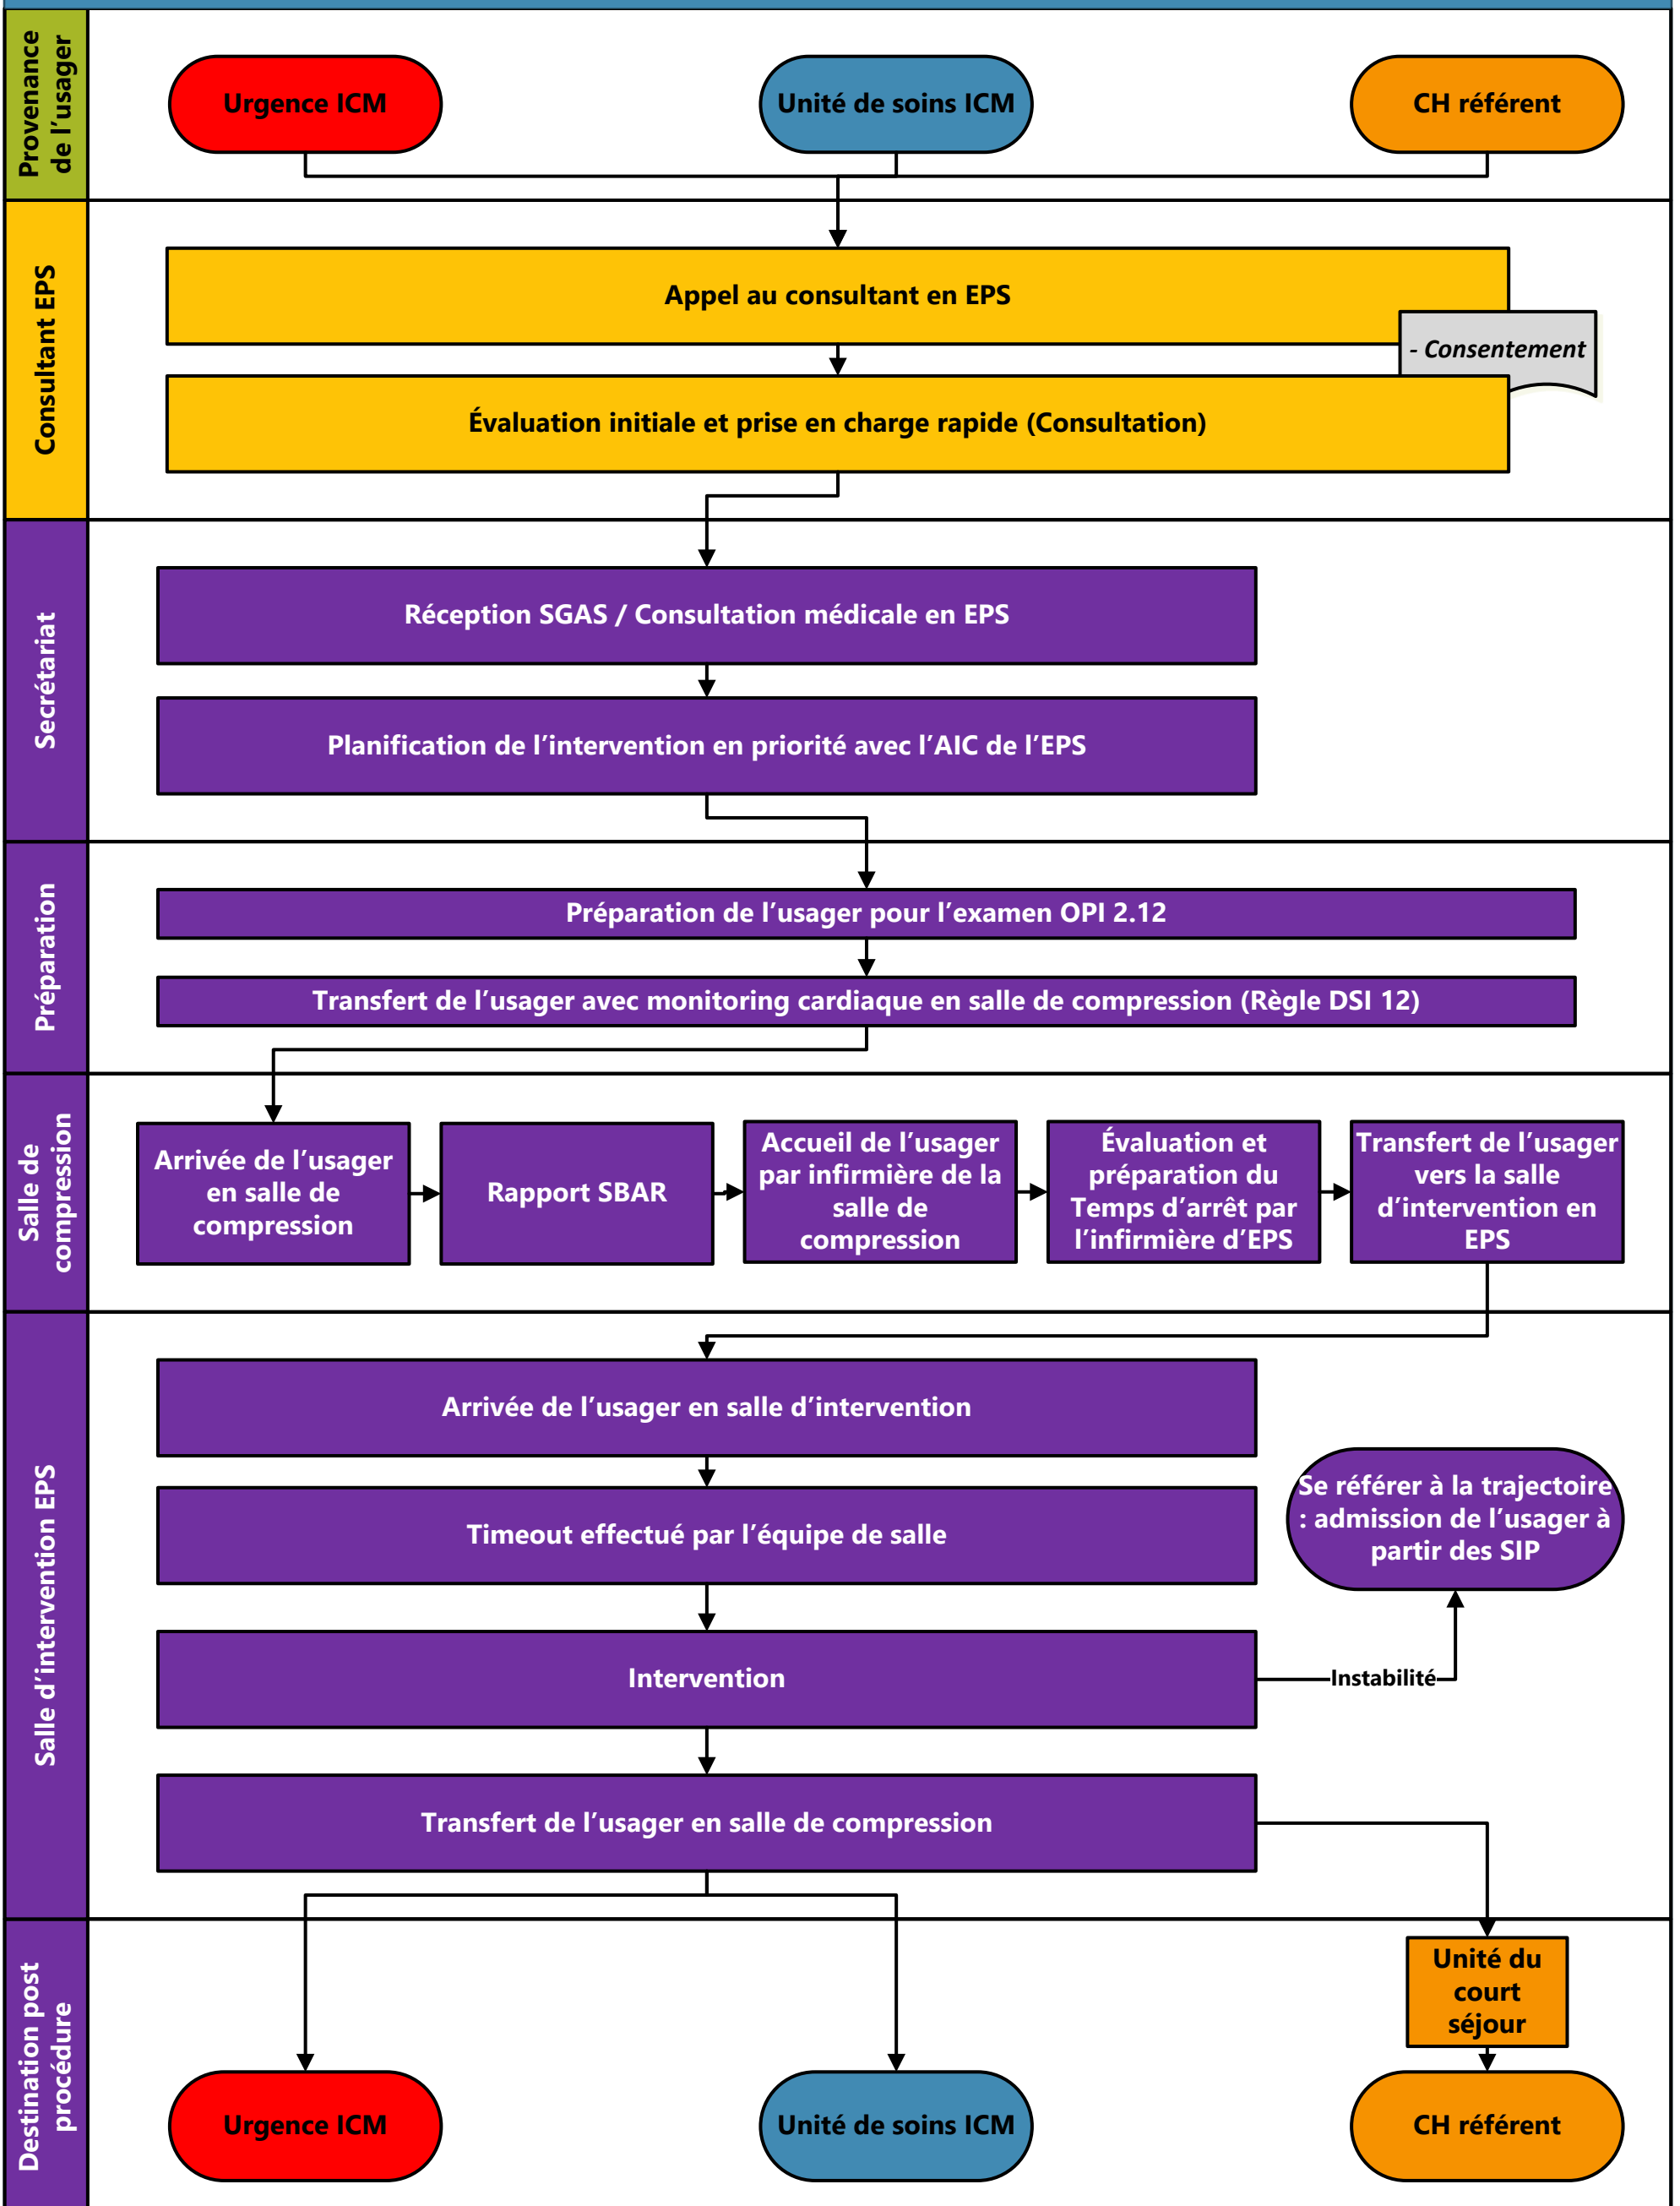 Provenance
de l’usager
Urgence ICM
Unité de soins ICM
CH référent
Consultant EPS
Appel au consultant en EPS
- Consentement
Évaluation initiale et prise en charge rapide (Consultation)
Secrétariat
Réception SGAS / Consultation médicale en EPS
Planification de l’intervention en priorité avec l’AIC de l’EPS
Préparation
Préparation de l’usager pour l’examen OPI 2.12
Transfert de l’usager avec monitoring cardiaque en salle de compression (Règle DSI 12)
Salle de
compression
Arrivée de l’usager
en salle de
compression
Rapport SBAR
Accueil de l’usager
par infirmière de la
salle de
compression
Évaluation et
préparation du
Temps d’arrêt par
l’infirmière d’EPS
Transfert de l’usager
vers la salle
d’intervention en
EPS
Salle d’intervention EPS
Arrivée de l’usager en salle d’intervention
Timeout effectué par l’équipe de salle
Se référer à la trajectoire
: admission de l’usager à
partir des SIP
Intervention
Instabilité
Transfert de l’usager en salle de compression
Destination post
procédure
Unité du
court
séjour
Urgence ICM
Unité de soins ICM
CH référent